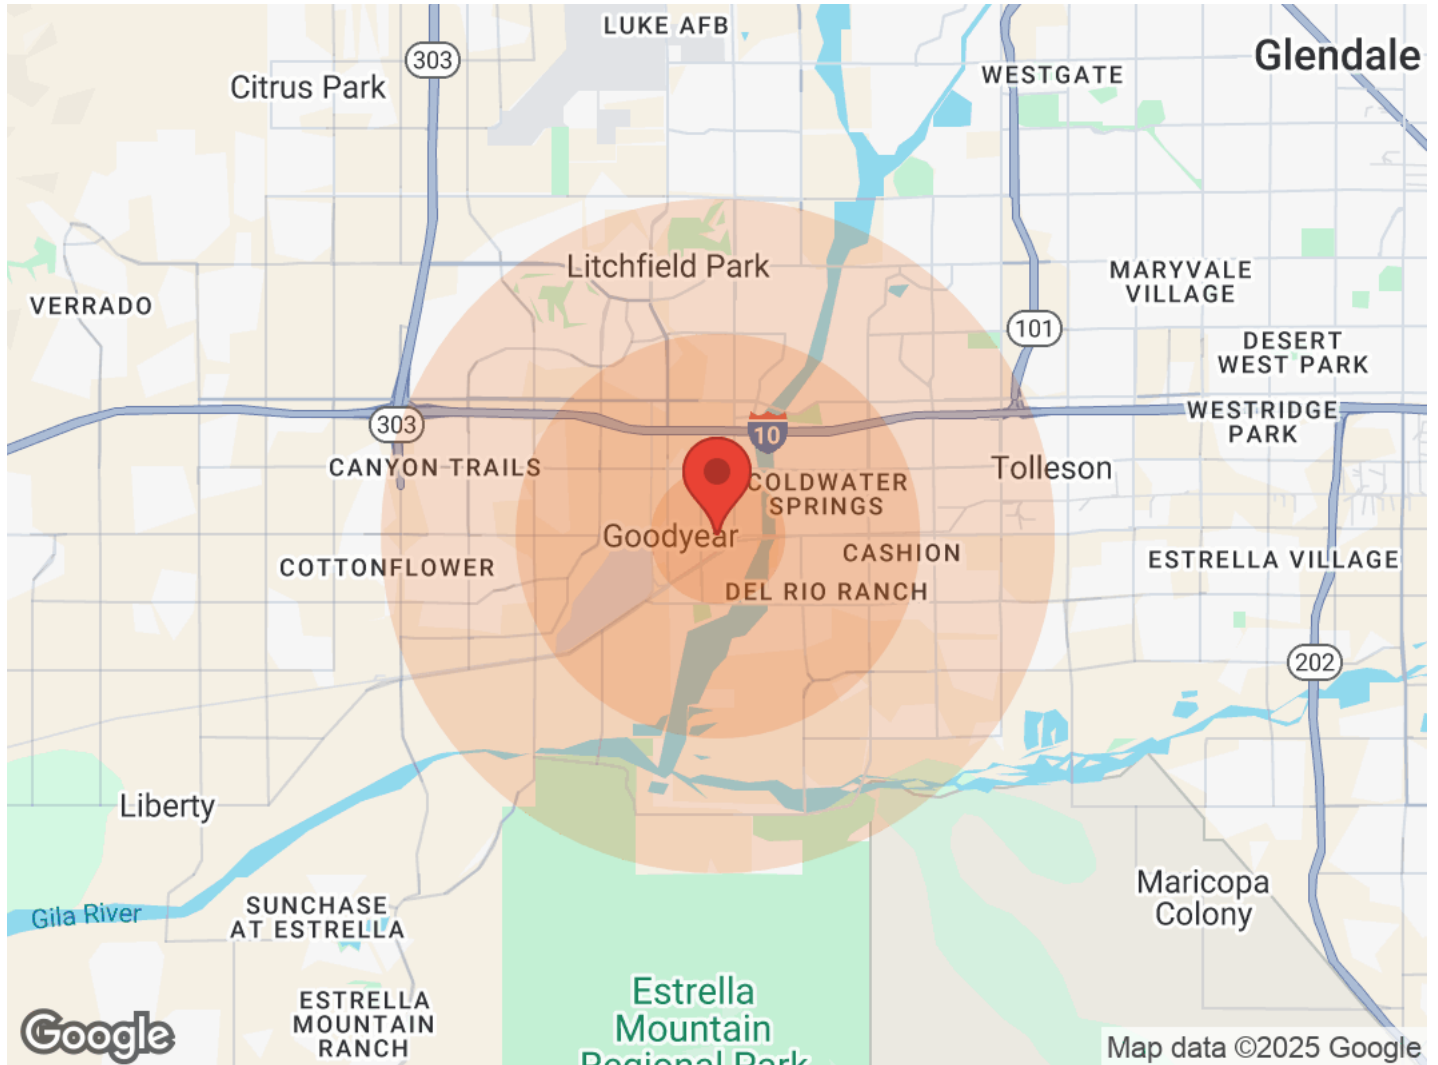 LUKE AFB
303
Citrus Park
WESTGATE
Glendale
Litchfield Park
MARYVALE
VILLAGE
VERRADO
101
DESERT
WEST PARK
303
10
WESTRIDGE
PARK
CANYON TRAILS
COLDWATER
SPRINGS
Tolleson
Goodyear
CASHION
COTTONFLOWER
ESTRELLA VILLAGE
DEL RIO RANCH
202
Liberty
Maricopa
Colony
Gila River
SUNCHASE
AT ESTRELLA
ESTRELLA
MOUNTAIN
RANCH
Estrella
Mountain
Regional Park
Google
Map data ©2025 Google